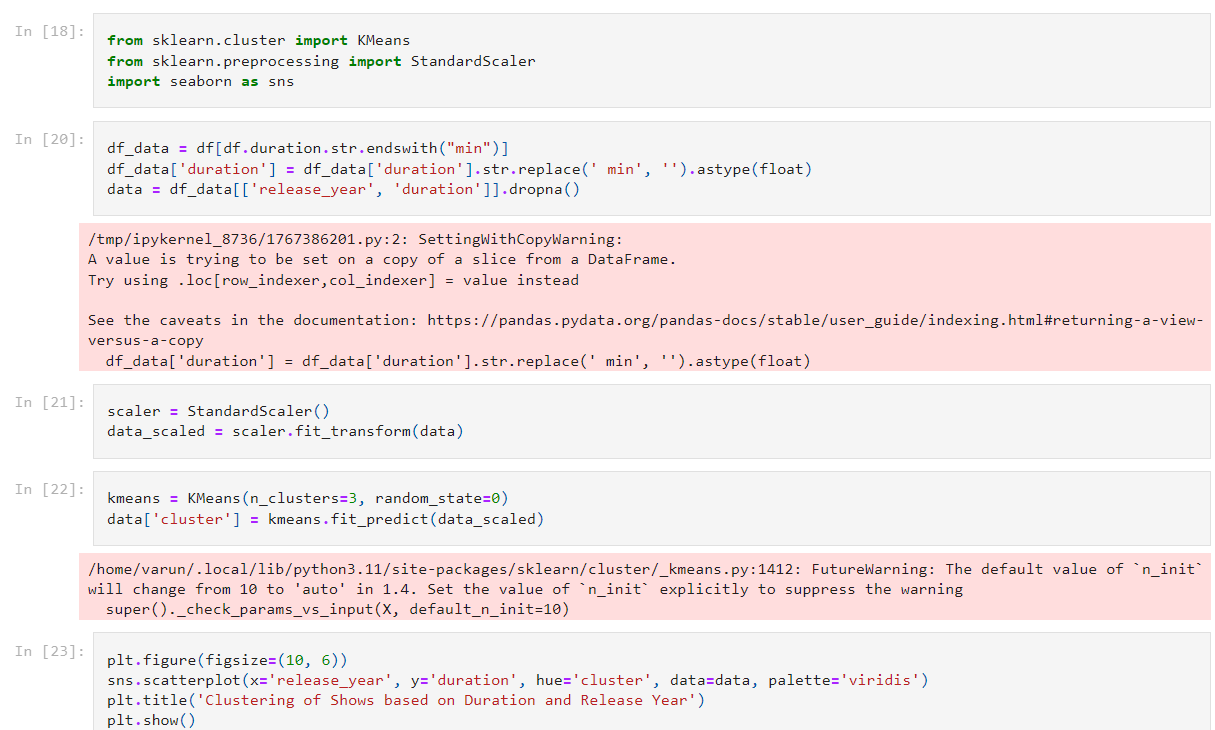 In [18]:
from sklearn.cluster import KMeans
from sklearn.preprocessing import StandardScaler
import seaborn as sns
In [20]:
df_data = df[df.duration.str.endswith("min")]
df_data['duration'] = df_data['duration'].str.replace(' min', '').astype(float)
data = df_data[['release_year', 'duration']].dropna()
/tmp/ipykernel_8736/1767386201.py:2: SettingWithCopyWarning:
A value is trying to be set on a copy of a slice from a DataFrame.
Try using .loc[row_indexer,col_indexer] = value instead
See the caveats in the documentation: https://pandas.pydata.org/pandas-docs/stable/user_guide/indexing.html#returning-a-view-
versus-a-copy
df_data['duration'] = df_data['duration'].str.replace(' min', '').astype(float)
In [21]:
scaler = StandardScaler()
data_scaled = scaler.fit_transform(data)
In [22]:
kmeans = KMeans(n_clusters=3, random_state=0)
data['cluster'] = kmeans.fit_predict(data_scaled)
/home/varun/.local/lib/python3.11/site-packages/sklearn/cluster/_kmeans.py:1412: FutureWarning: The default value of `n_init`
will change from 10 to 'auto' in 1.4. Set the value of `n_init` explicitly to suppress the warning
super()._check_params_vs_input(X, default_n_init=10)
In [23]:
plt.figure(figsize=(10, 6))
sns.scatterplot(x='release_year', y='duration', hue='cluster', data=data, palette='viridis')
plt.title('Clustering of Shows based on Duration and Release Year')
plt.show()